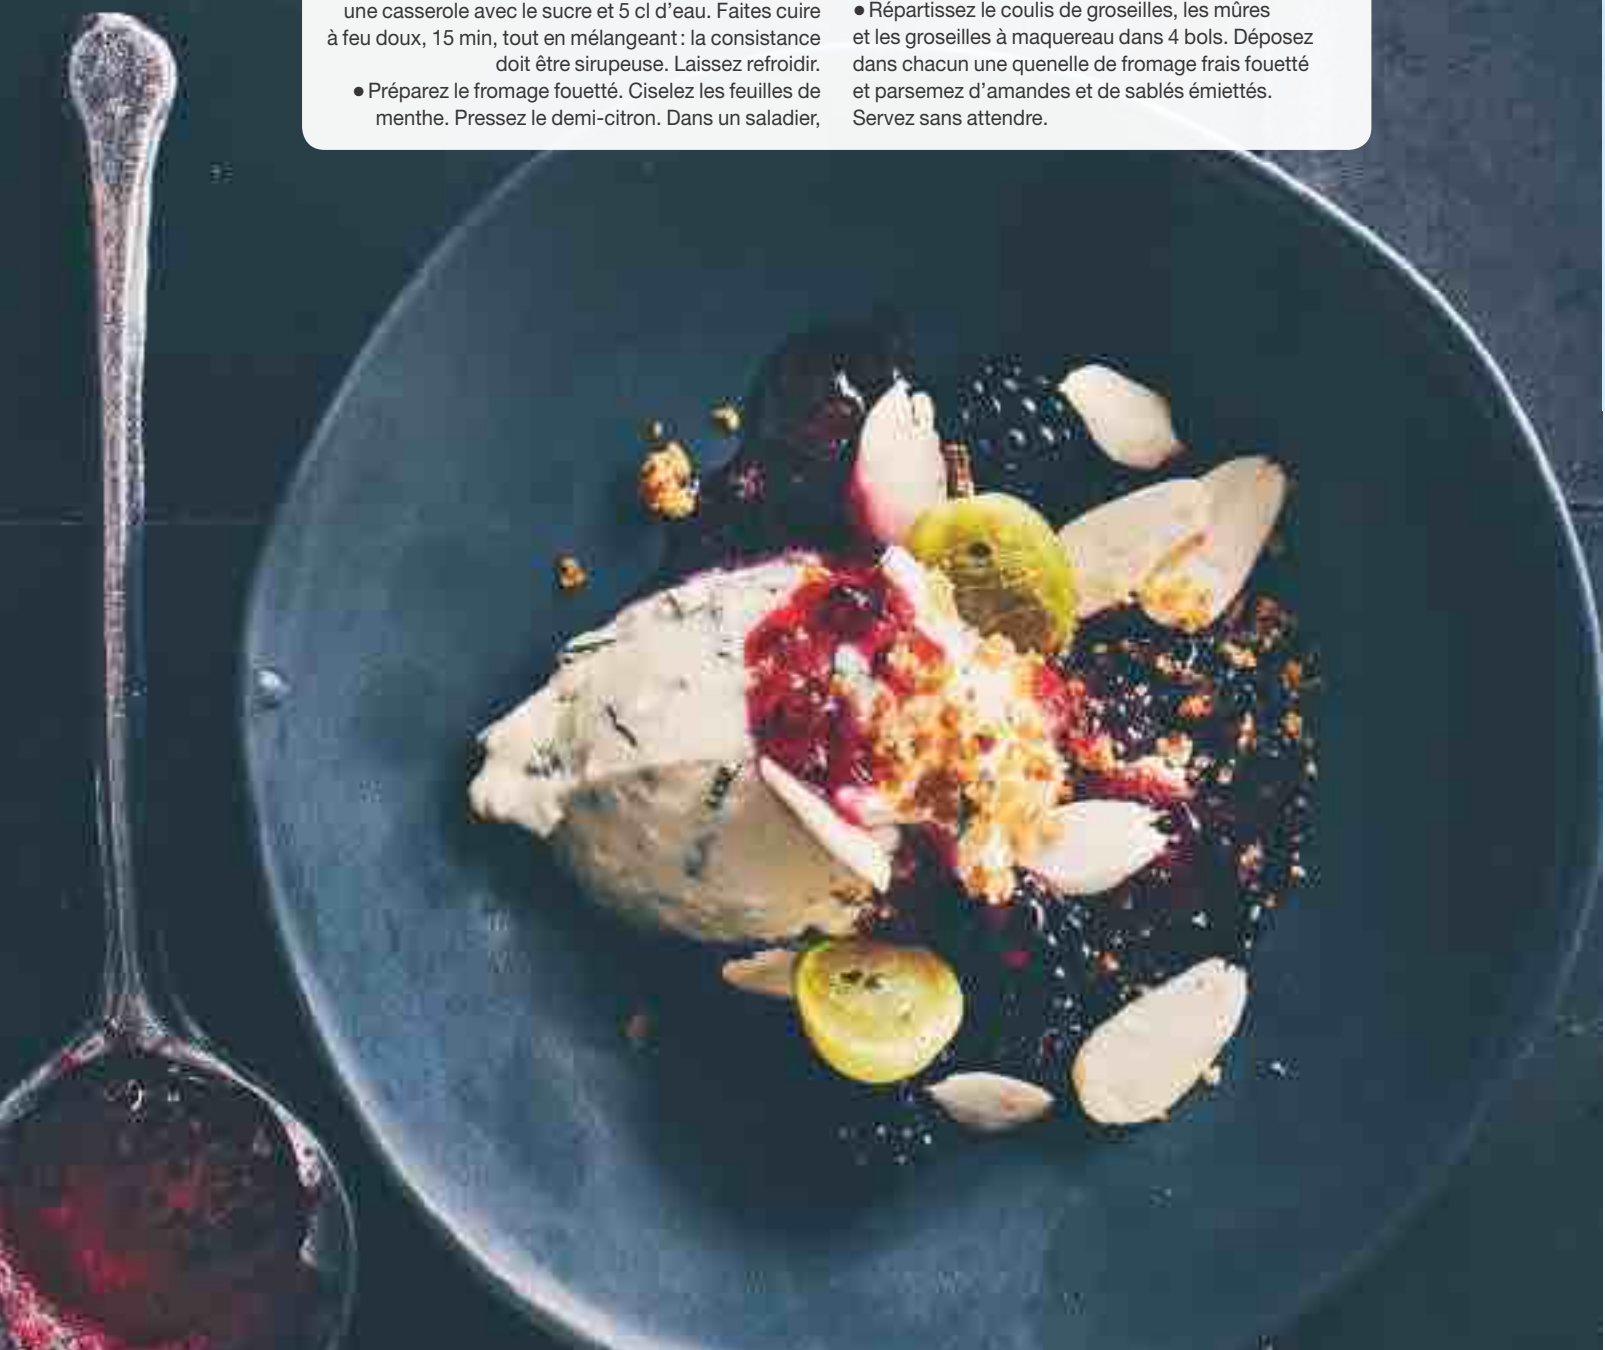 une casserole avec le sucre et 5 cl d’eau. Faites cuire
à feu doux, 15 min, tout en mélangeant : la consistance
doit être sirupeuse. Laissez refroidir.
● Préparez le fromage fouetté. Ciselez les feuilles de
menthe. Pressez le demi-citron. Dans un saladier,
● Répartissez le coulis de groseilles, les mûres
et les groseilles à maquereau dans 4 bols. Déposez
dans chacun une quenelle de fromage frais fouetté
et parsemez d’amandes et de sablés émiettés.
Servez sans attendre.